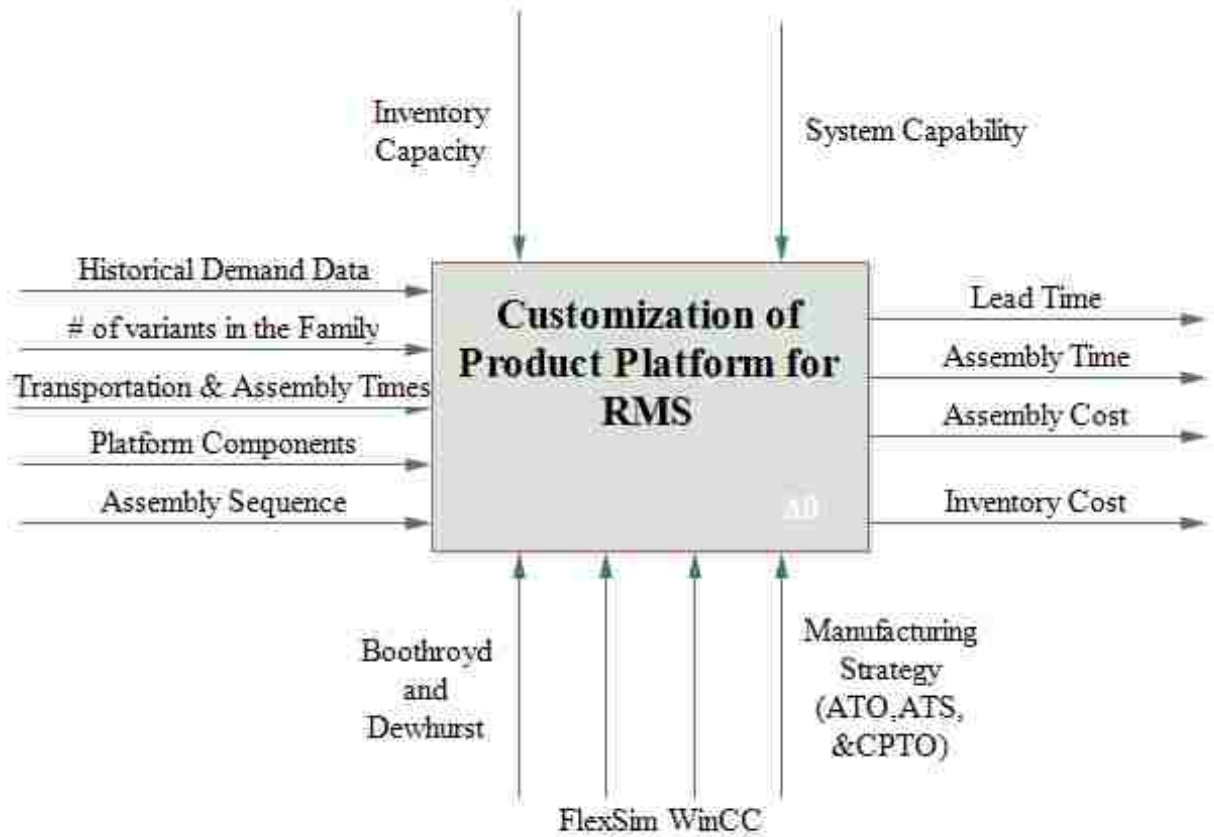 Inventory
Capacity
System Capability
Historical Demand Data
# of variants in the Family
Transportation & Assembly Times
Platform Components
Assembly Sequence
Customization of
Product Platform for
RMS
A0
Lead Time
Assembly Time
Assembly Cost
Inventory Cost
Boothroyd
and
Dewhurst
FlexSim WinCC
Manufacturing
Strategy
(ATO,ATS,
&CPTO)